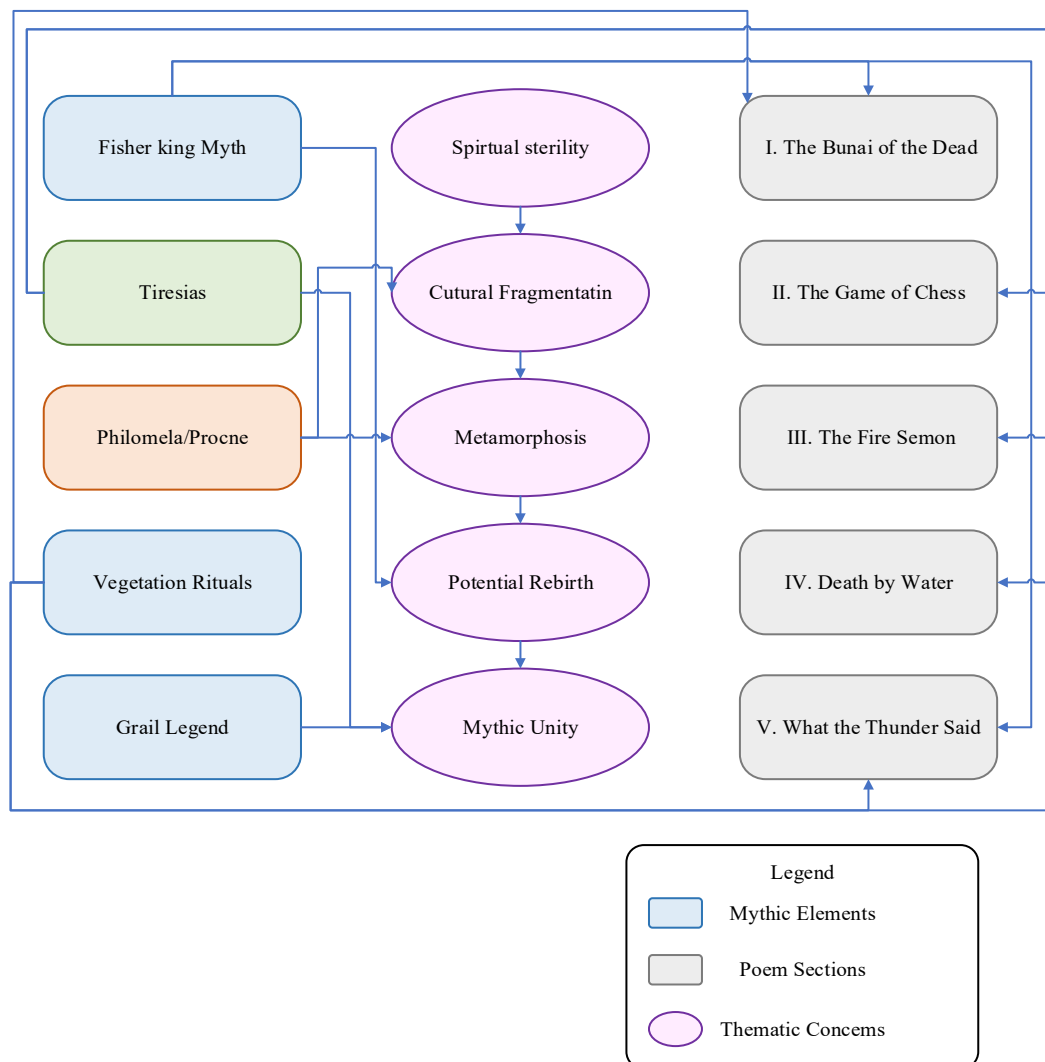 Fisher king Myth
Spirtual sterility
I. The Bunai of the Dead
Tiresias
Cutural Fragmentatin
II. The Game of Chess
Philomela/Procne
Metamorphosis
III. The Fire Semon
Vegetation Rituals
Potential Rebirth
IV. Death by Water
Grail Legend
Mythic Unity
V. What the Thunder Said
Legend
Mythic Elements
Poem Sections
Thematic Concems